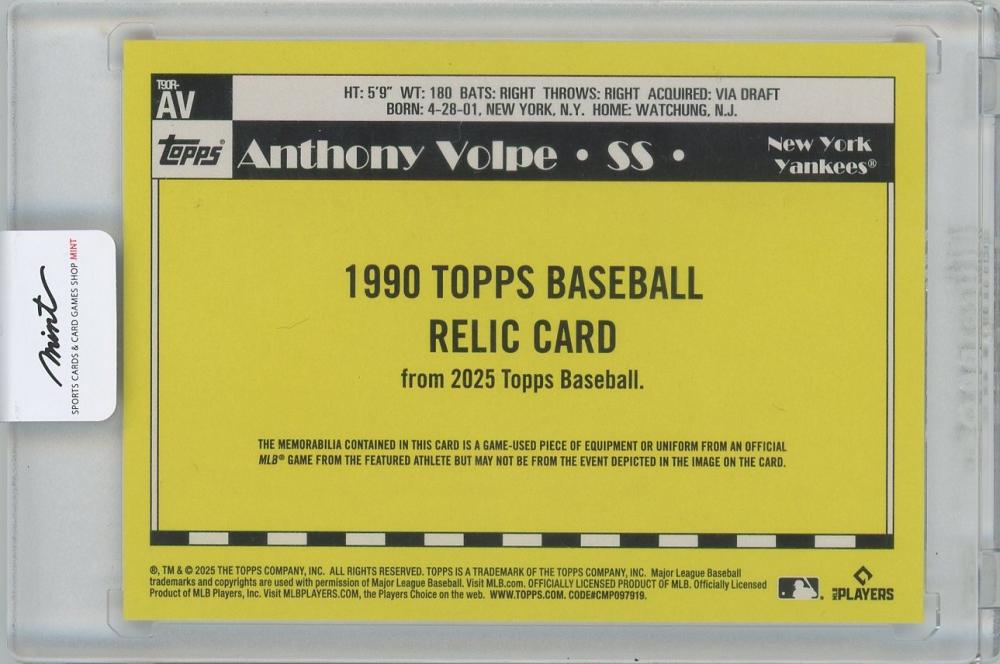 T90R-
AV
HT: 5'9" WT: 180 BATS: RIGHT THROWS: RIGHT ACQUIRED: VIA DRAFT
BORN: 4-28-01, NEW YORK, N.Y. HOME: WATCHUNG, N.J.
topps®
Anthony Volpe • SS •
New York
Yankees®
mint
SPORTS CARDS & CARD GAMES SHOP MINT
1990 TOPPS BASEBALL
RELIC CARD
from 2025 Topps Baseball.
THE MEMORABILIA CONTAINED IN THIS CARD IS A GAME-USED PIECE OF EQUIPMENT OR UNIFORM FROM AN OFFICIAL
MLB® GAME FROM THE FEATURED ATHLETE BUT MAY NOT BE FROM THE EVENT DEPICTED IN THE IMAGE ON THE CARD.
®, TM & © 2025 THE TOPPS COMPANY, INC. ALL RIGHTS RESERVED. TOPPS IS A TRADEMARK OF THE TOPPS COMPANY, INC. Major League Baseball
trademarks and copyrights are used with permission of Major League Baseball. Visit MLB.com. OFFICIALLY LICENSED PRODUCT OF MLB. Officially Licensed
Product of MLB Players, Inc. Visit MLBPLAYERS.COM, the Players Choice on the web. WWW.TOPPS.COM. CODE#CMP097919.
MLB PLAYERS